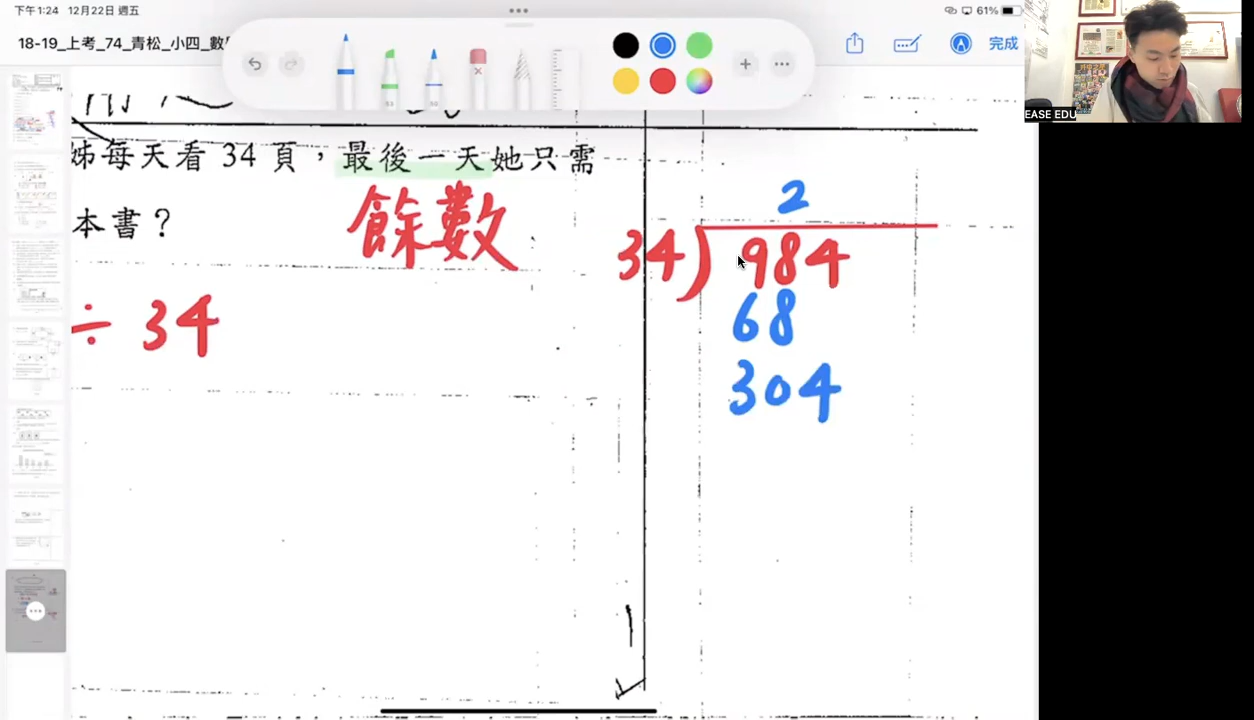 下午1:24 12月22日 週五
61%
18-19_上考_74_青松_小四_數
完成
EASE EDU
姊每天看 34 頁，最後一天她只需
本書？
餘數
÷ 34
2
34)984
68
304